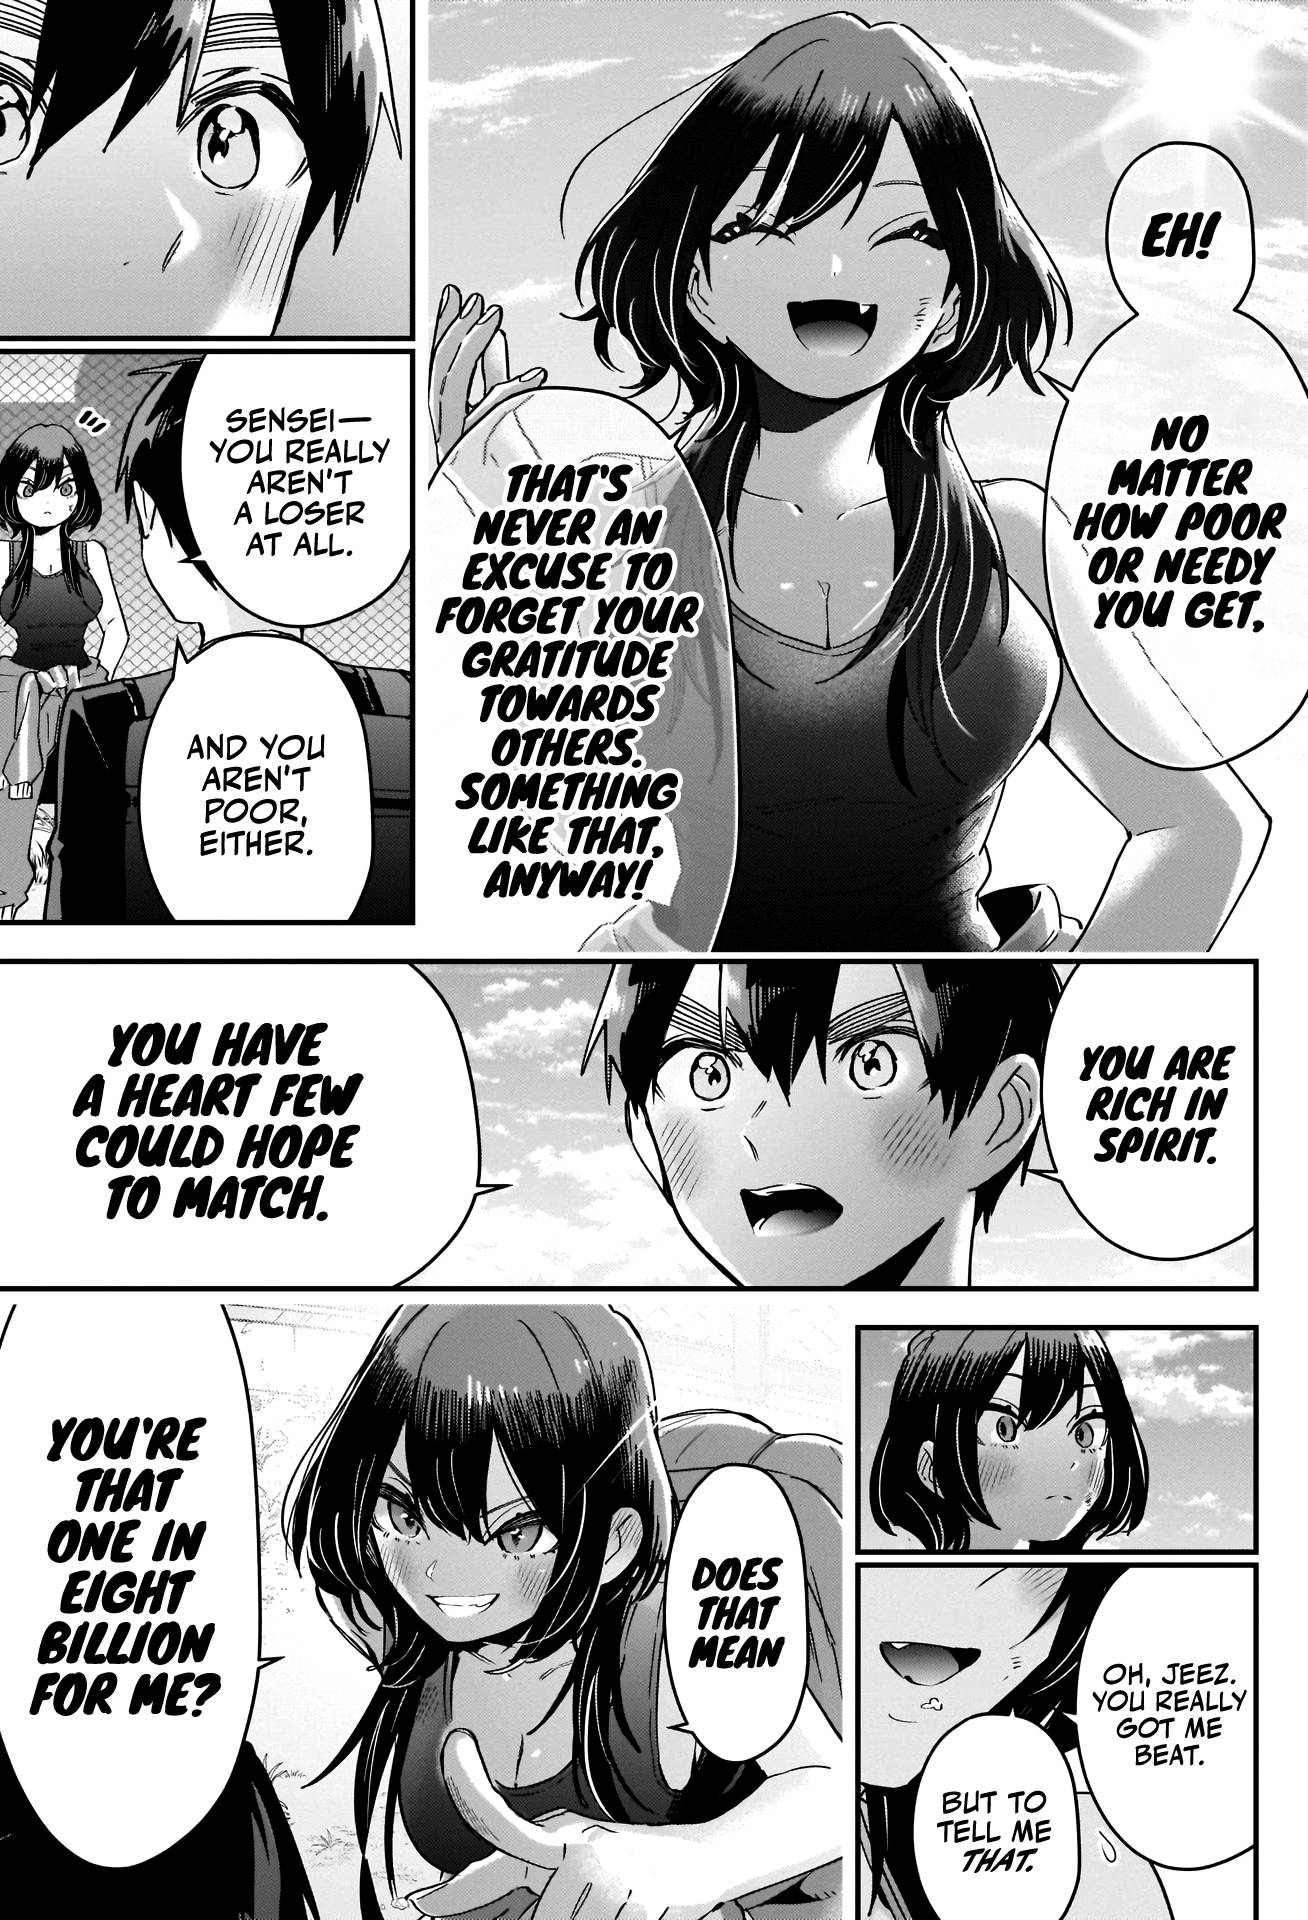 EH!
NO
MATTER
HOW POOR
OR NEEDY
YOU GET,
THAT'S
NEVER AN
EXCUSE TO
FORGET YOUR
GRATITUDE
TOWARDS
OTHERS.
SOMETHING
LIKE THAT,
ANYWAY!
SENSEI—
YOU REALLY
AREN'T
A LOSER
AT ALL.
AND YOU
AREN'T
POOR,
EITHER.
YOU ARE
RICH IN
SPIRIT.
YOU HAVE
A HEART FEW
COULD HOPE
TO MATCH.
OH, JEEZ.
YOU REALLY
GOT ME
BEAT.
BUT TO
TELL ME
THAT.
DOES
THAT
MEAN
YOU'RE
THAT
ONE IN
EIGHT
BILLION
FOR ME?